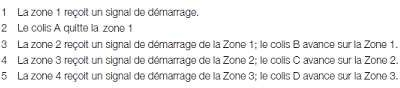 1 La zone 1 reçoit un signal de démarrage.
2 Le colis A quitte la zone 1
3 La zone 2 reçoit un signal de démarrage de la Zone 1; le colis B avance sur la Zone 1.
4 La zone 3 reçoit un signal de démarrage de la Zone 2; le colis C avance sur la Zone 2.
5 La zone 4 reçoit un signal de démarrage de la Zone 3; le colis D avance sur la Zone 3.